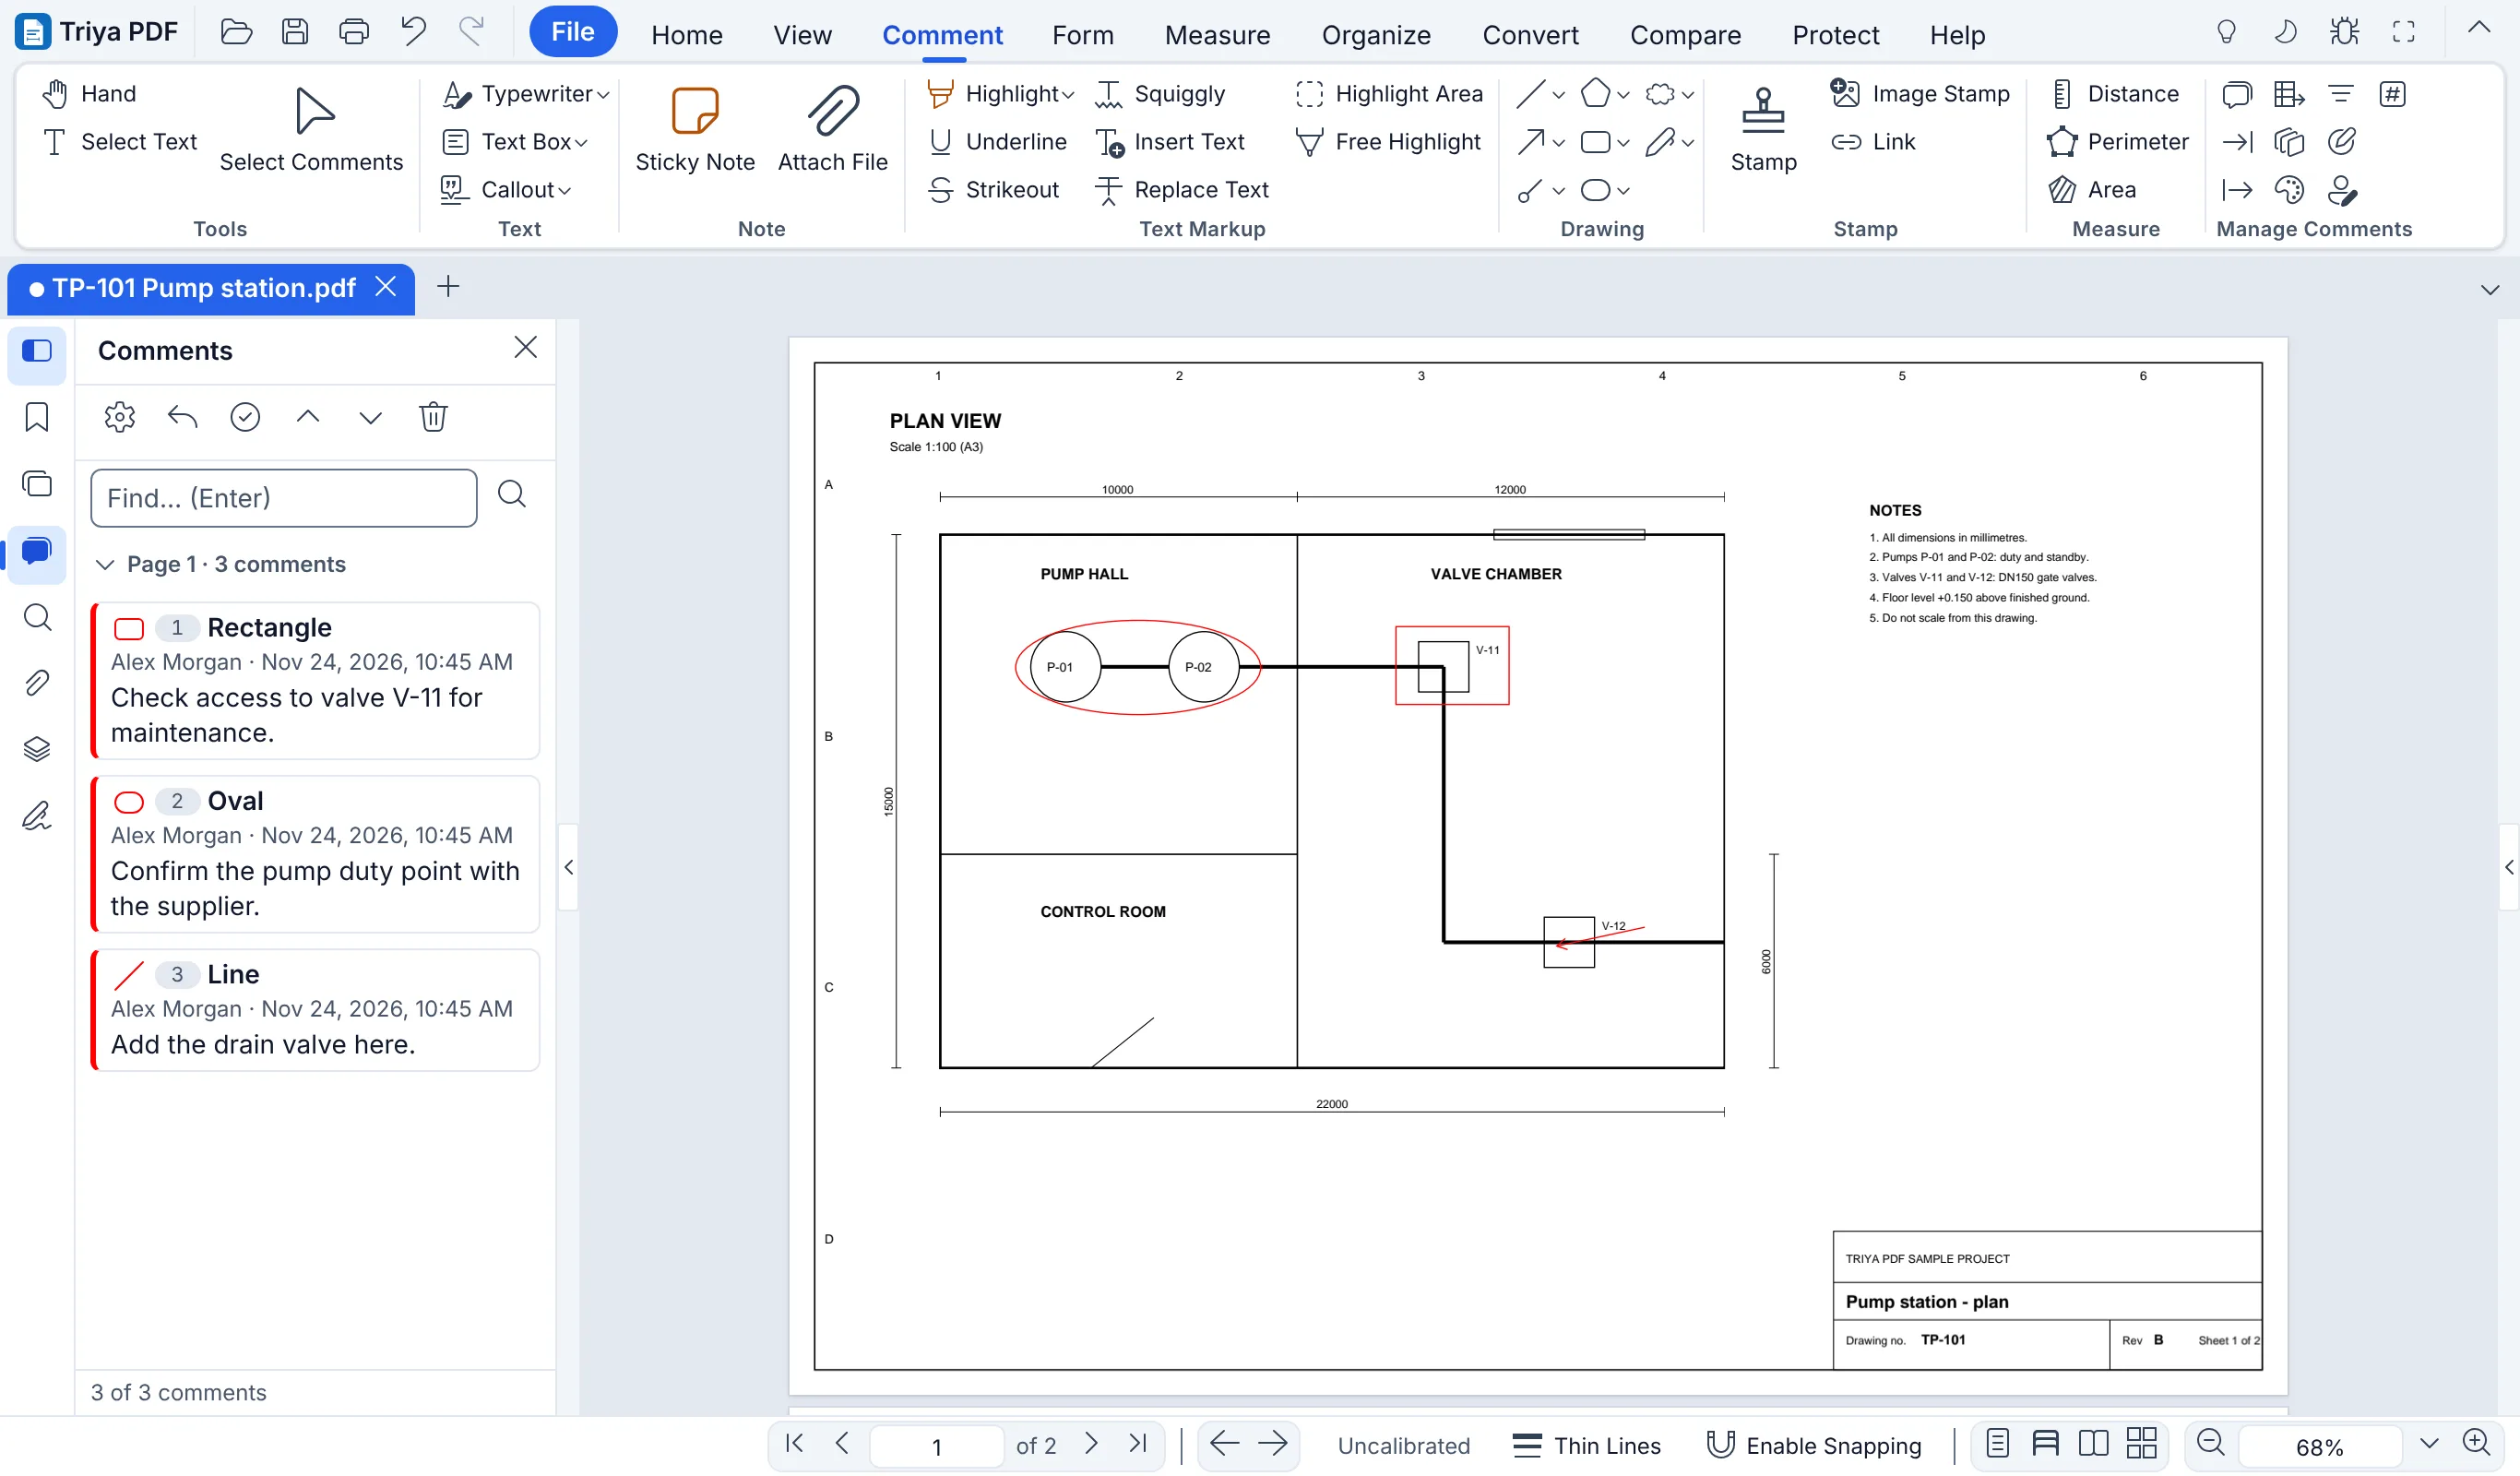 Triya PDF
File
Home
View
Comment
Form
Measure
Organize
Convert
Compare
Protect
Help
Hand
Select Text
Select Comments
Tools
Typewriter
Text Box
Callout
Text
Sticky Note
Attach File
Note
Highlight
Underline
Strikeout
Squiggly
Insert Text
Replace Text
Highlight Area
Free Highlight
Text Markup
Drawing
Stamp
Image Stamp
Link
Stamp
Distance
Perimeter
Area
Measure
Manage Comments
TP-101 Pump station.pdf
Comments
Find... (Enter)
Page 1 · 3 comments
1 Rectangle
Alex Morgan · Nov 24, 2026, 10:45 AM
Check access to valve V-11 for
maintenance.
2 Oval
Alex Morgan · Nov 24, 2026, 10:45 AM
Confirm the pump duty point with
the supplier.
3 Line
Alex Morgan · Nov 24, 2026, 10:45 AM
Add the drain valve here.
3 of 3 comments
1 2 3 4 5 6
PLAN VIEW
Scale 1:100 (A3)
A
B
C
D
10000
12000
15000
6000
22000
PUMP HALL
VALVE CHAMBER
P-01
P-02
V-11
V-12
CONTROL ROOM
NOTES
1. All dimensions in millimetres.
2. Pumps P-01 and P-02: duty and standby.
3. Valves V-11 and V-12: DN150 gate valves.
4. Floor level +0.150 above finished ground.
5. Do not scale from this drawing.
TRIYA PDF SAMPLE PROJECT
Pump station - plan
Drawing no. TP-101
Rev B
Sheet 1 of 2
1 of 2
Uncalibrated
Thin Lines
Enable Snapping
68%